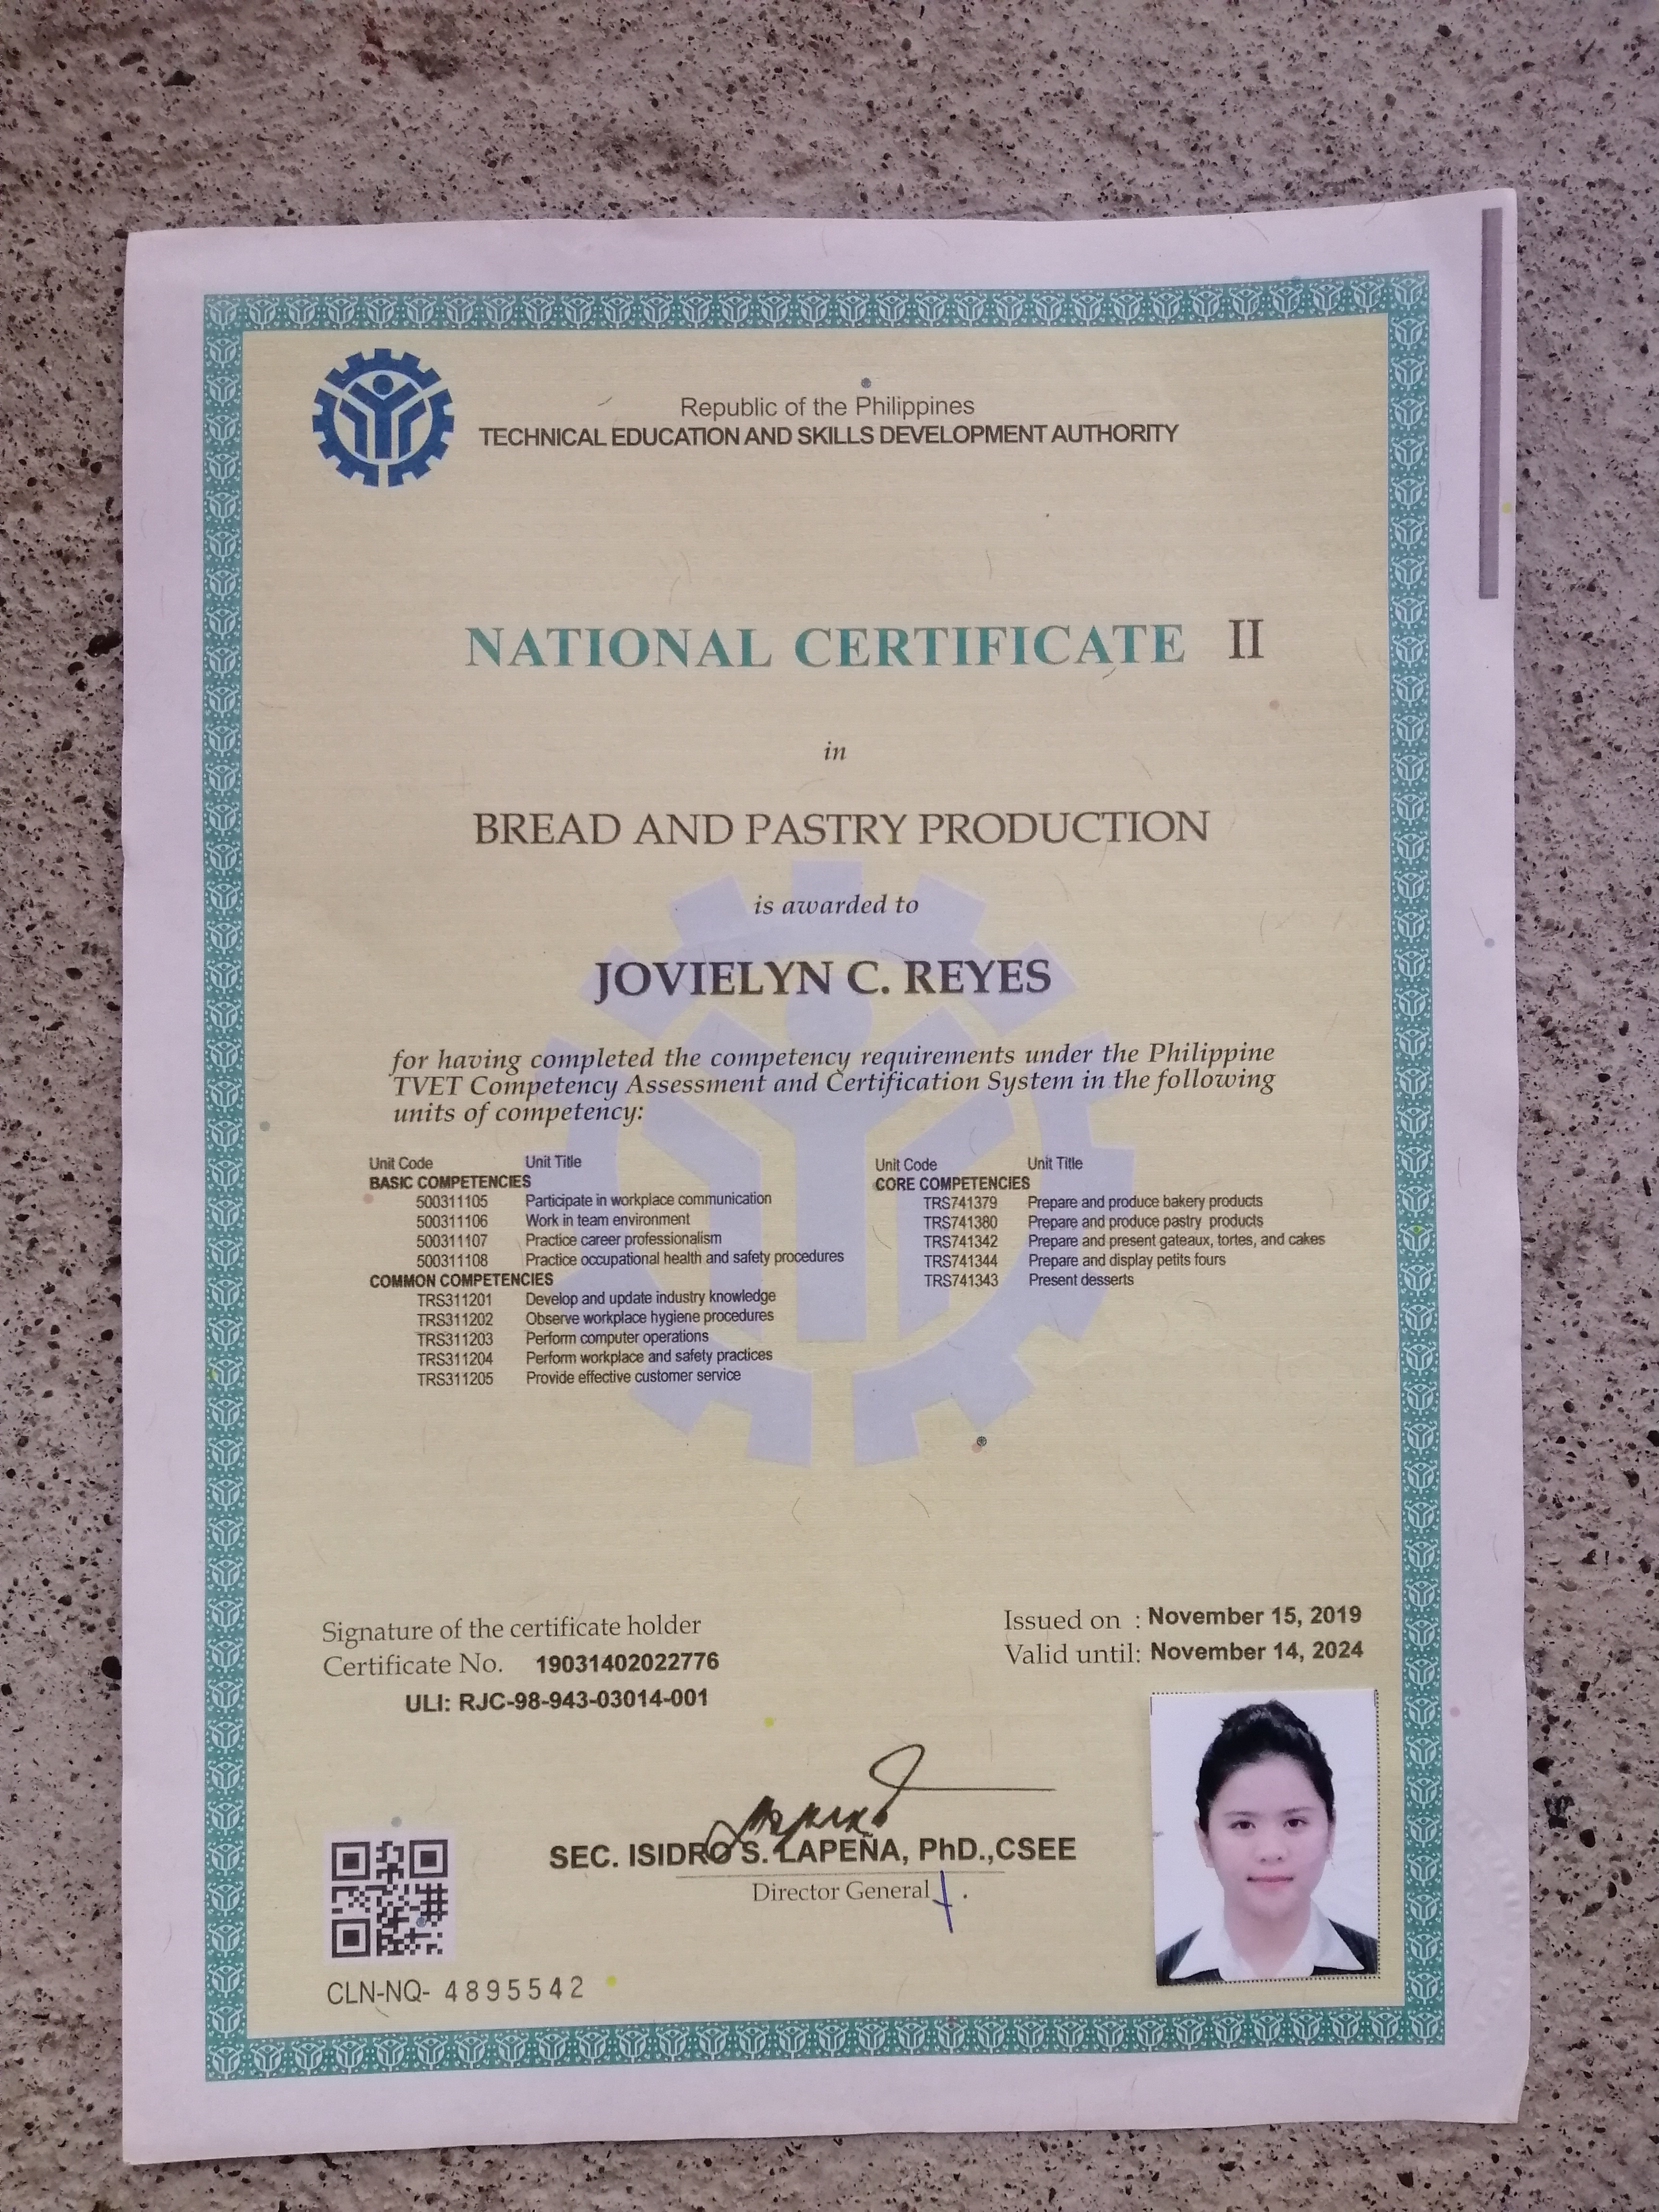 Republic of the Philippines
TECHNICAL EDUCATION AND SKILLS DEVELOPMENT AUTHORITY
NATIONAL CERTIFICATE II
in
BREAD AND PASTRY PRODUCTION
is awarded to
JOVIELYN C. REYES
for having completed the competency requirements under the Philippine
TVET Competency Assessment and Certification System in the following
units of competency:
Unit Code Unit Title
BASIC COMPETENCIES
500311105 Participate in workplace communication
500311106 Work in team environment
500311107 Practice career professionalism
500311108 Practice occupational health and safety procedures
COMMON COMPETENCIES
TRS311201 Develop and update industry knowledge
TRS311202 Observe workplace hygiene procedures
TRS311203 Perform computer operations
TRS311204 Perform workplace and safety practices
TRS311205 Provide effective customer service
Unit Code Unit Title
CORE COMPETENCIES
TRS741379 Prepare and produce bakery products
TRS741380 Prepare and produce pastry products
TRS741342 Prepare and present gateaux, tortes, and cakes
TRS741344 Prepare and display petits fours
TRS741343 Present desserts
Signature of the certificate holder
Certificate No. 19031402022776
ULI: RJC-98-943-03014-001
Issued on : November 15, 2019
Valid until: November 14, 2024
SEC. ISIDRO S. LAPEÑA, PhD.,CSEE
Director General
CLN-NQ- 4895542